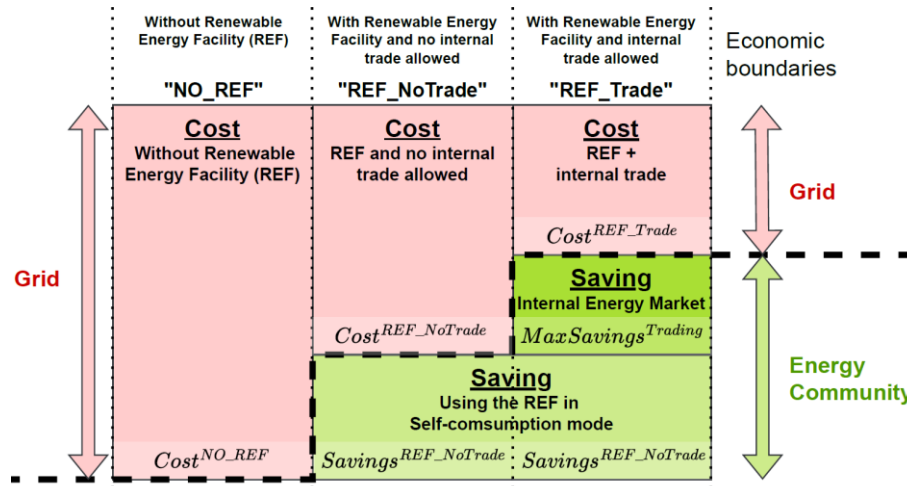 Without Renewable
Energy Facility (REF)
"NO_REF"
With Renewable Energy
Facility and no internal
trade allowed
"REF_NoTrade"
With Renewable Energy
Facility and internal
trade allowed
"REF_Trade"
Economic
boundaries
Cost
Without Renewable
Energy Facility (REF)
Cost
REF and no internal
trade allowed
Cost
REF +
internal trade
Grid
Grid
Cost^REF_Trade
Saving
Internal Energy Market
Cost^REF_NoTrade
MaxSavings^Trading
Saving
Using the REF in
Self-comsumption mode
Energy
Community
Cost^NO_REF
Savings^REF_NoTrade
Savings^REF_NoTrade